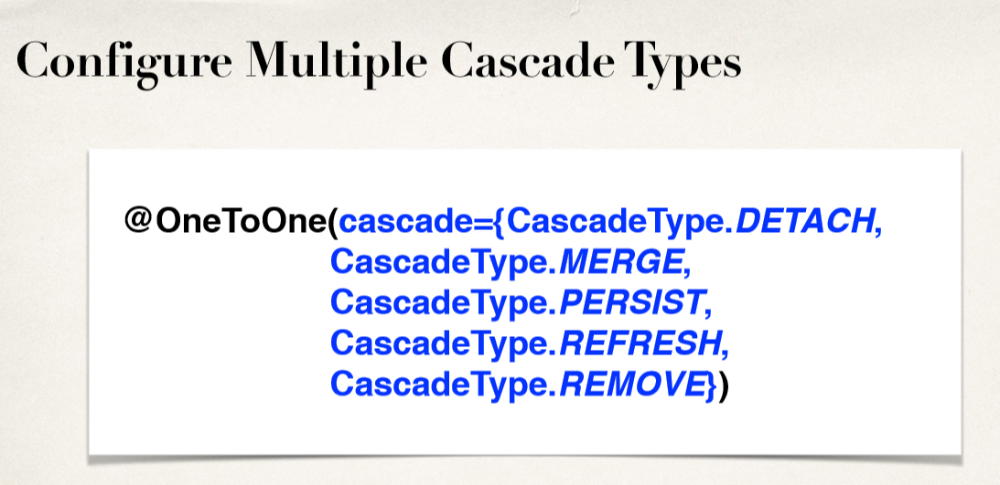 Configure Multiple Cascade Types
@OneToOne(cascade={CascadeType.DETACH,
CascadeType.MERGE,
CascadeType.PERSIST,
CascadeType.REFRESH,
CascadeType.REMOVE})